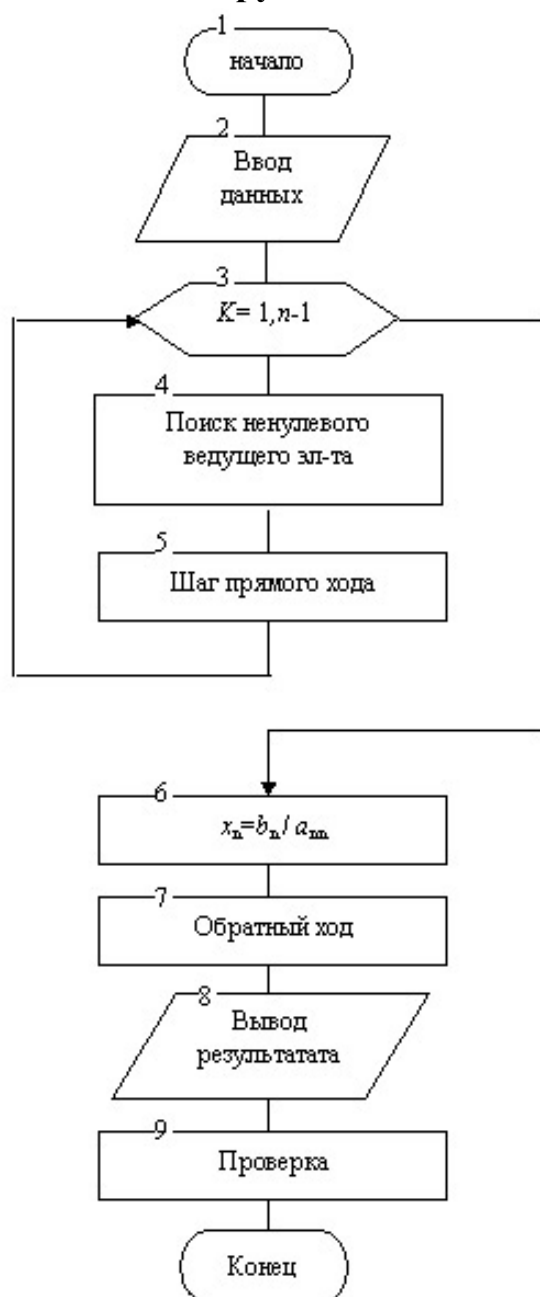 1
начало
2
Ввод
данных
3
K= 1,n-1
4
Поиск ненулевого
ведущего эл-та
5
Шаг прямого хода
6
xn=bn/ ann
7
Обратный ход
8
Вывод
результатата
9
Проверка
Конец